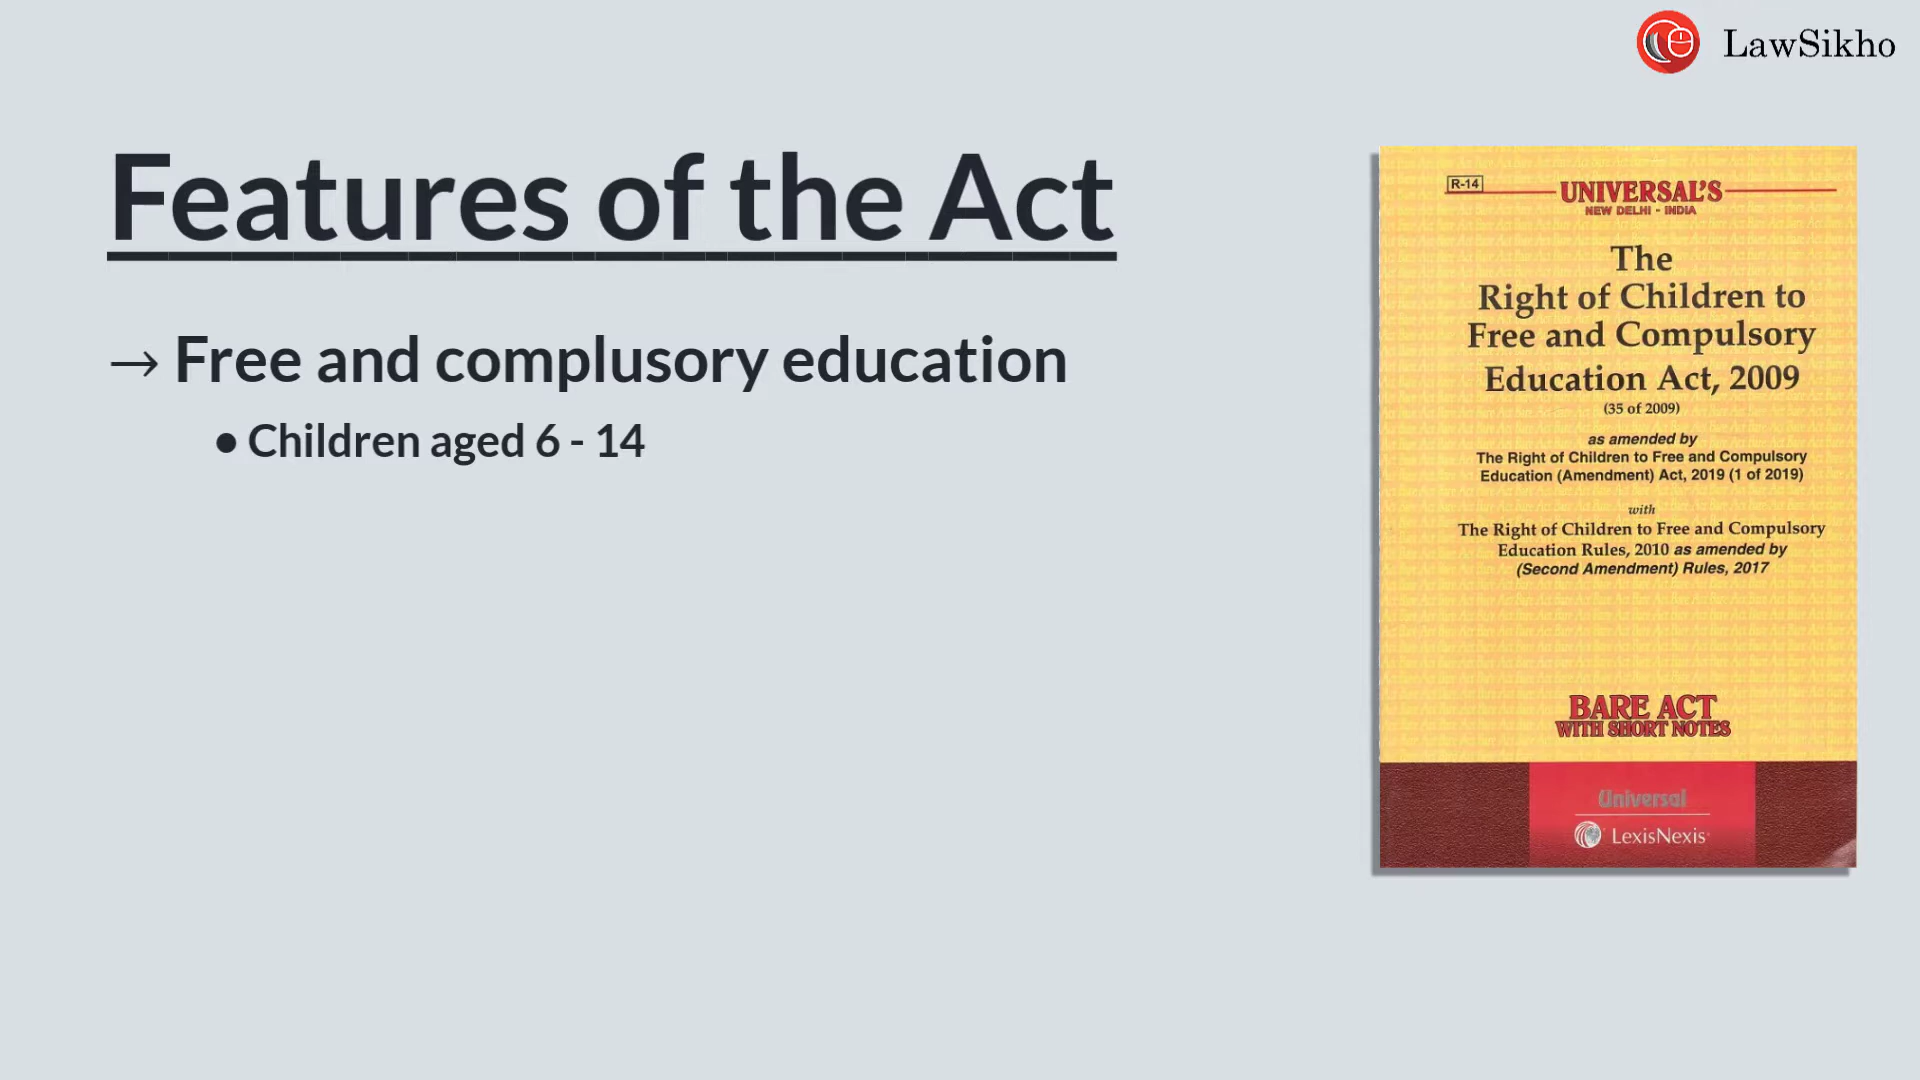 LawSikho
Features of the Act
→ Free and complusory education
• Children aged 6 - 14
R-14
UNIVERSAL'S
NEW DELHI - INDIA
The
Right of Children to
Free and Compulsory
Education Act, 2009
(35 of 2009)
as amended by
The Right of Children to Free and Compulsory
Education (Amendment) Act, 2019 (1 of 2019)
with
The Right of Children to Free and Compulsory
Education Rules, 2010 as amended by
(Second Amendment) Rules, 2017
BARE ACT
WITH SHORT NOTES
Universal
LexisNexis